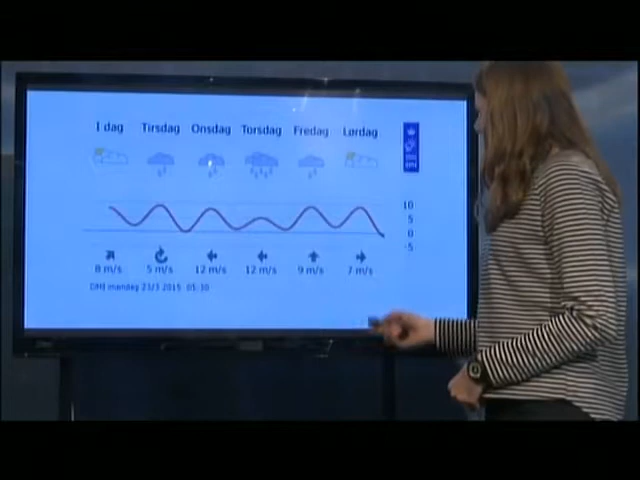 I dag Tirsdag Onsdag Torsdag Fredag Lørdag
10
5
0
-5
8 m/s 5 m/s 12 m/s 12 m/s 9 m/s 7 m/s
DMI mandag 23/3 2015 05:30